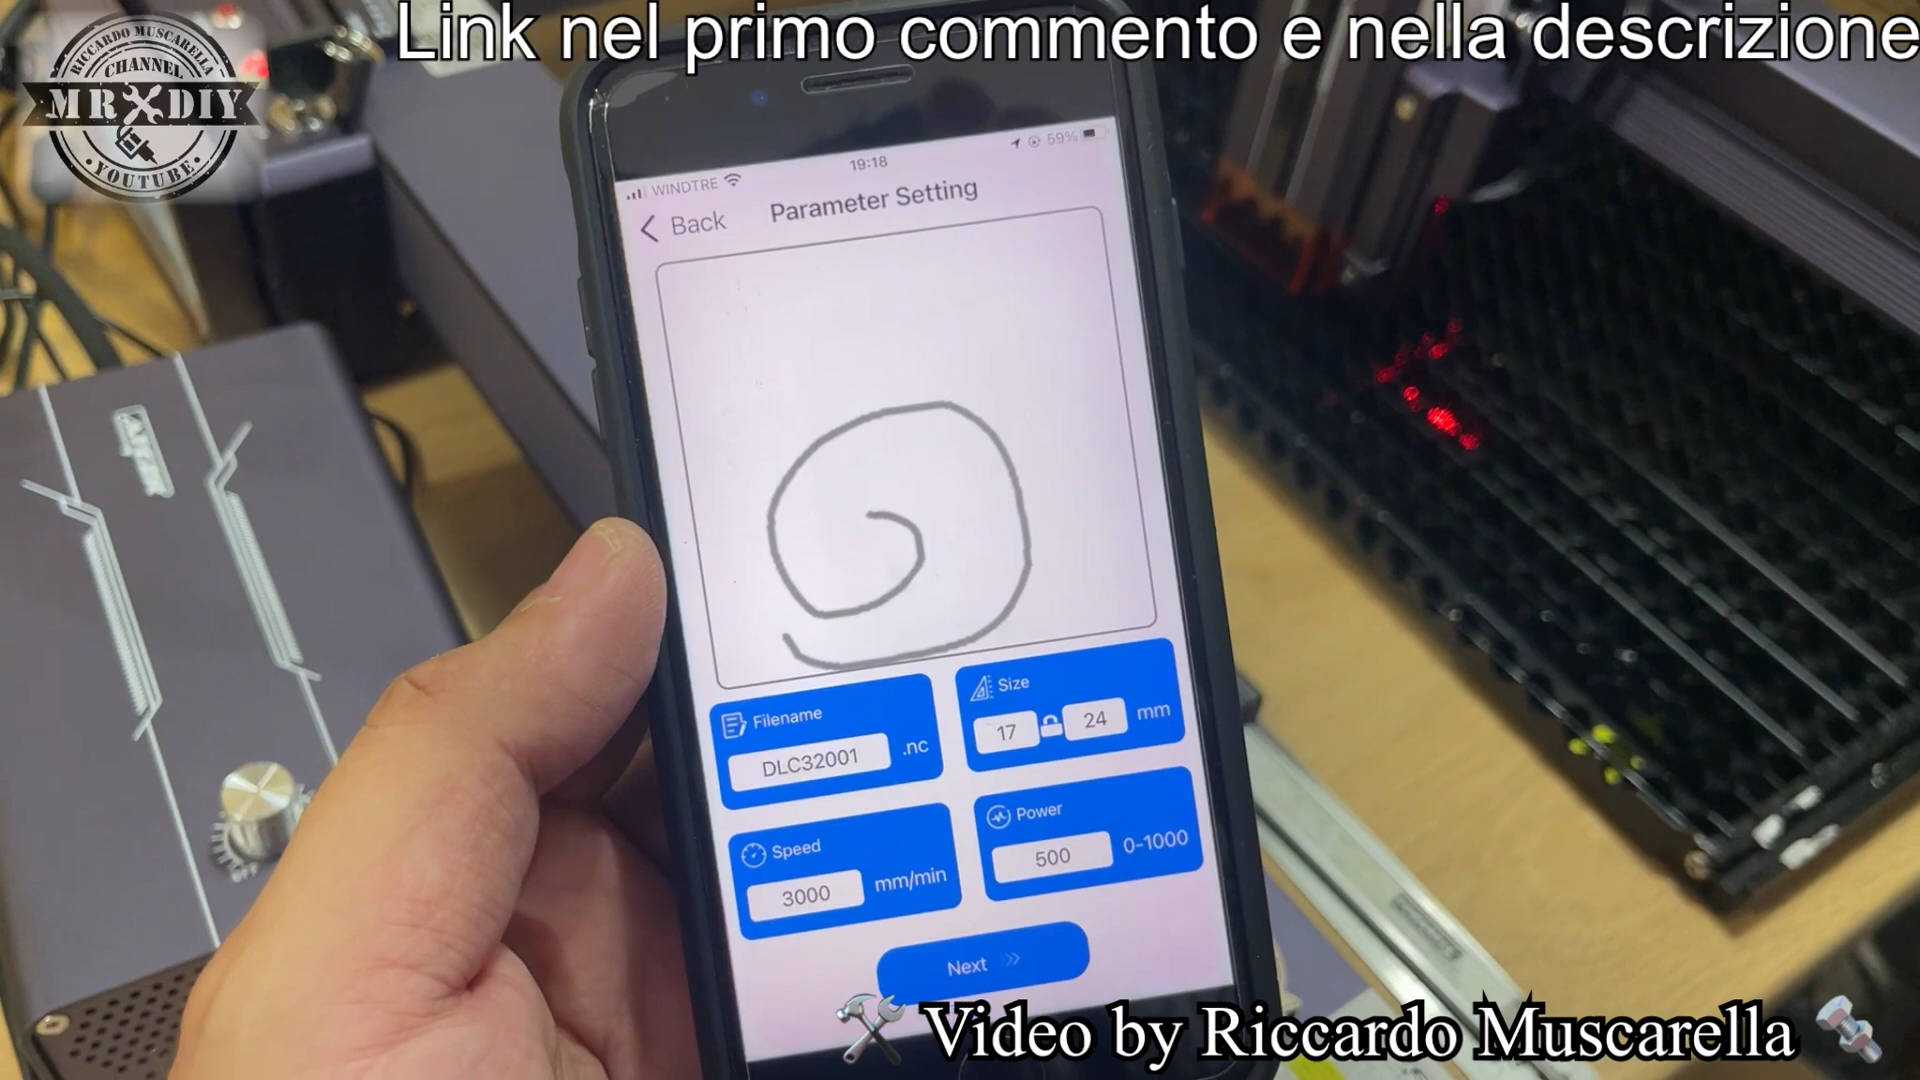 Link nel primo commento e nella descrizione
RICCARDO MUSCARELLA
CHANNEL
MR DIY
YOUTUBE
WINDTRE
19:18
59%
Back
Parameter Setting
Filename
DLC32001 .nc
Size
17 24 mm
Speed
3000 mm/min
Power
500 0-1000
Next
OFF
Video by Riccardo Muscarella